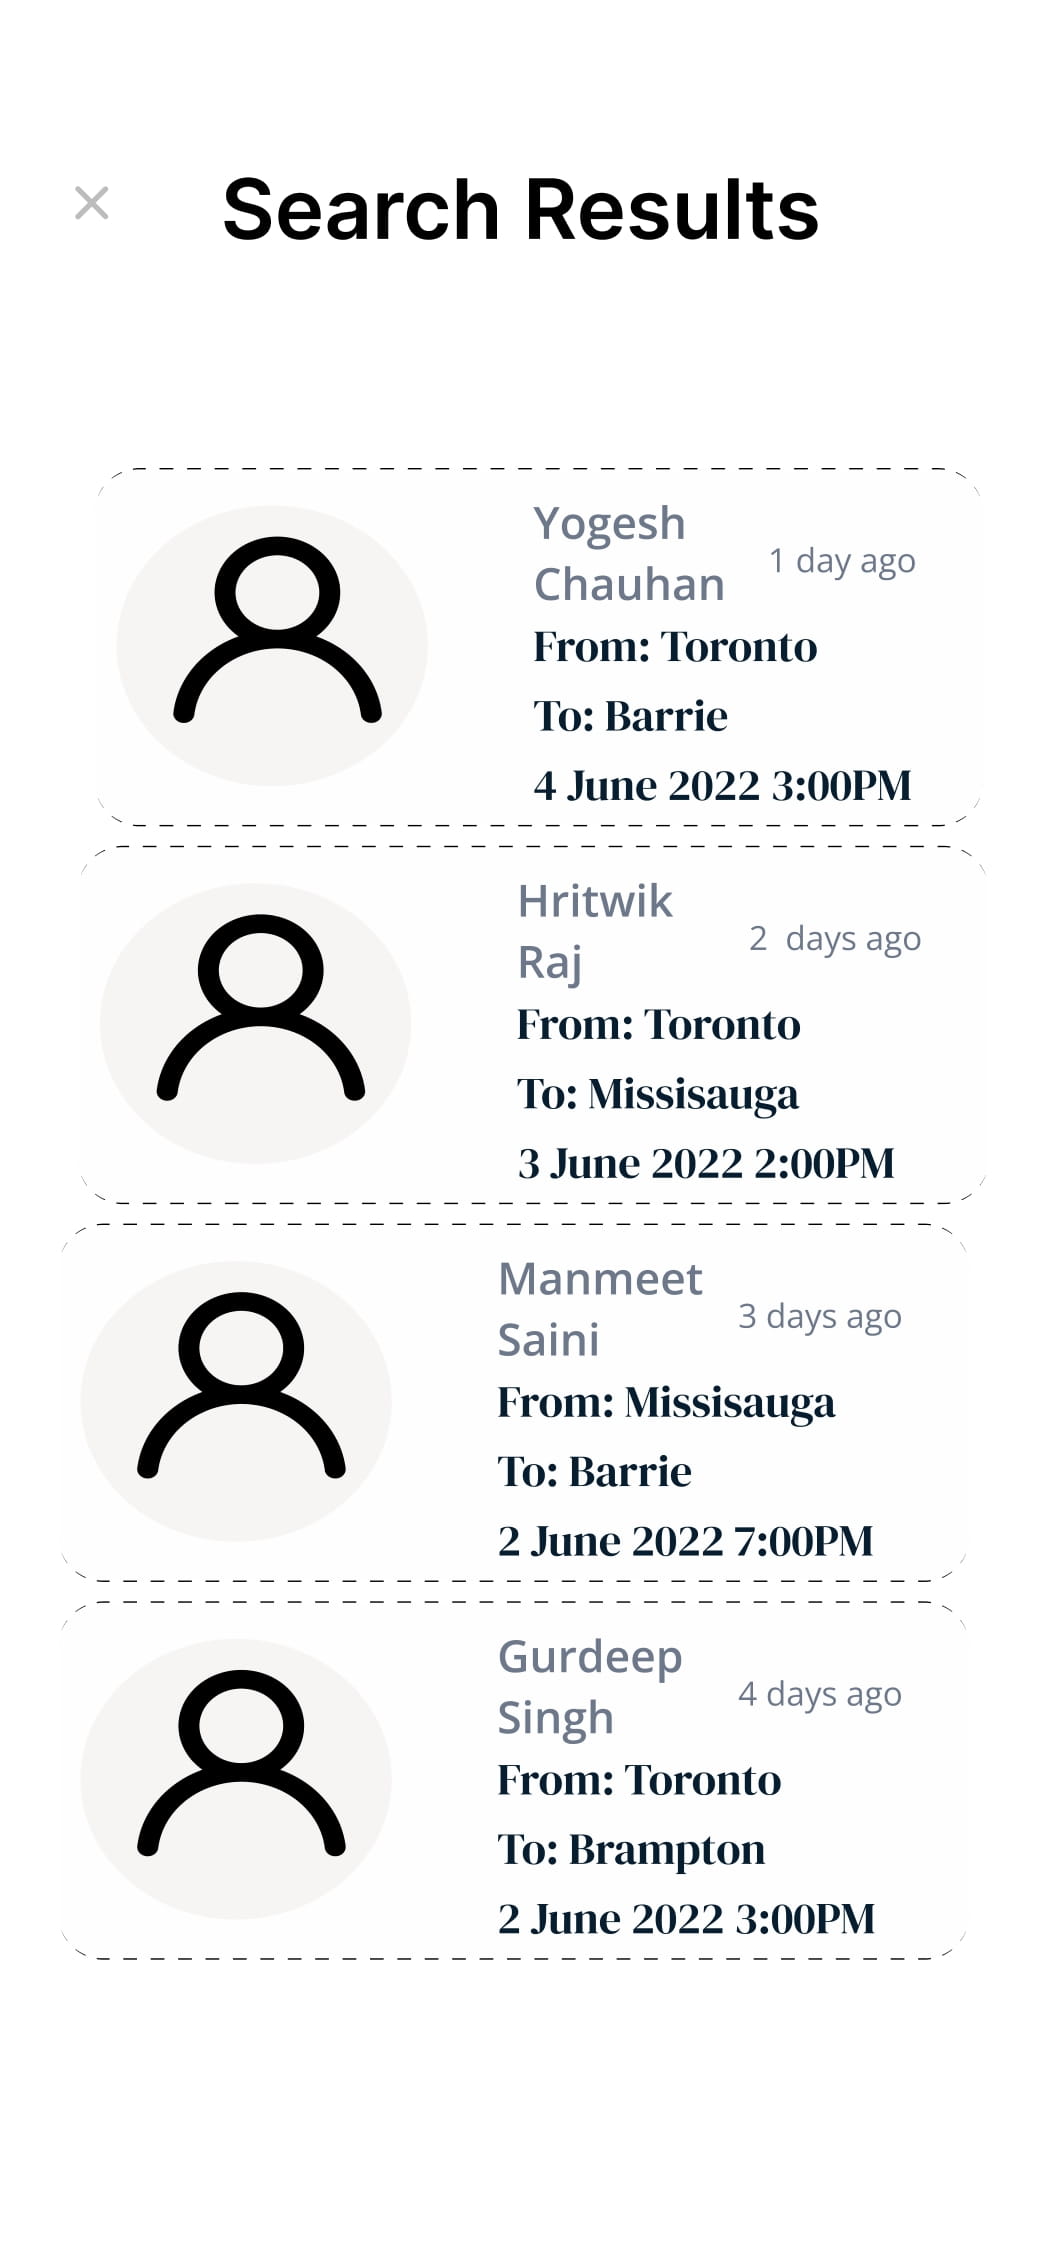 Search Results
Yogesh
Chauhan
1 day ago
From: Toronto
To: Barrie
4 June 2022 3:00PM
Hritwik
Raj
2 days ago
From: Toronto
To: Missisauga
3 June 2022 2:00PM
Manmeet
Saini
3 days ago
From: Missisauga
To: Barrie
2 June 2022 7:00PM
Gurdeep
Singh
4 days ago
From: Toronto
To: Brampton
2 June 2022 3:00PM